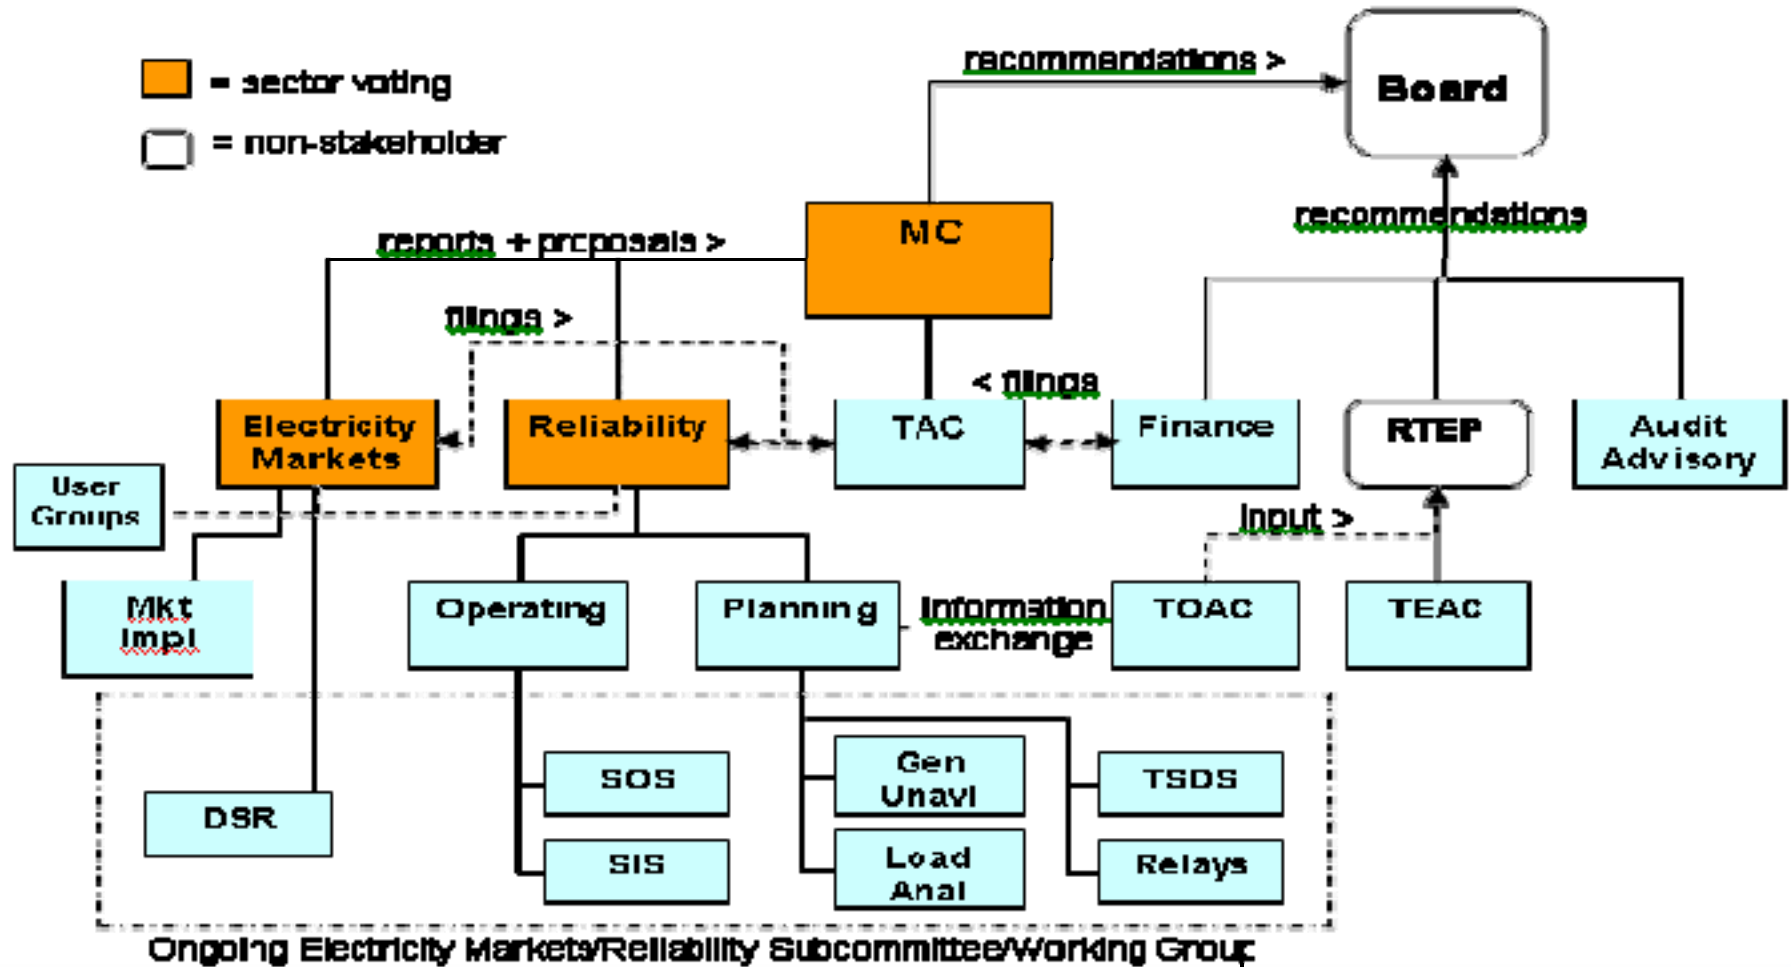 recommendations >
Board
= sector voting
= non-stakeholder
recommendations
MC
reports + proposals >
filings >
< filings
Electricity
Markets
Reliability
TAC
Finance
RTEP
Audit
Advisory
User
Groups
Input >
Mkt
Impl
Operating
Planning
Information
exchange
TOAC
TEAC
SOS
Gen
Unavl
TSDS
DSR
SIS
Load
Anal
Relays
Ongoing Electricity Markets/Reliability Subcommittee/Working Group